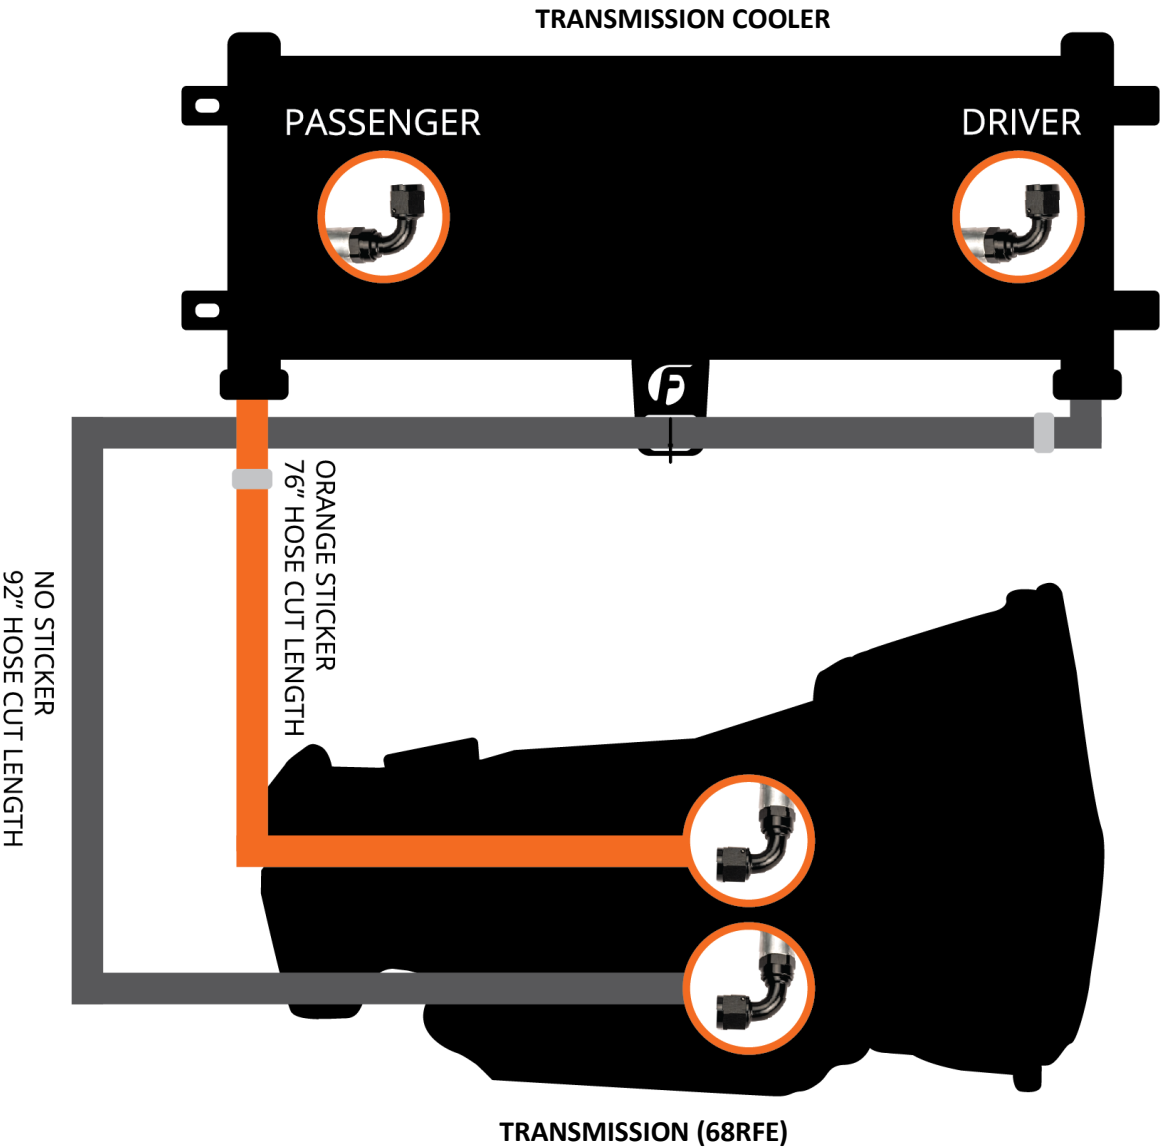 TRANSMISSION COOLER
PASSENGER
DRIVER
F
ORANGE STICKER
76" HOSE CUT LENGTH
NO STICKER
92" HOSE CUT LENGTH
TRANSMISSION (68RFE)